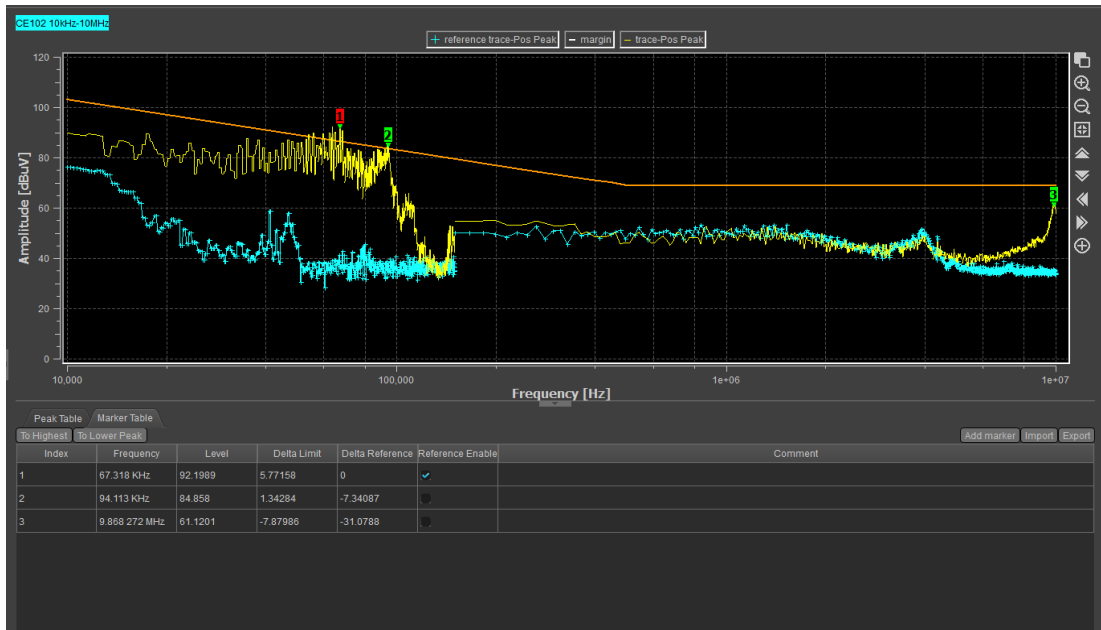 CE102 10kHz-10MHz
reference trace-Pos Peak margin trace-Pos Peak
120
100
80
60
40
20
0
Amplitude [dBuV]
1
2
3
10,000 100,000 1e+06 1e+07
Frequency [Hz]
Peak Table Marker Table
To Highest To Lower Peak Add marker Import Export
Index Frequency Level Delta Limit Delta Reference Reference Enable Comment
1 67.318 KHz 92.1989 5.77158 0
2 94.113 KHz 84.858 1.34284 -7.34087
3 9.868 272 MHz 61.1201 -7.87986 -31.0788